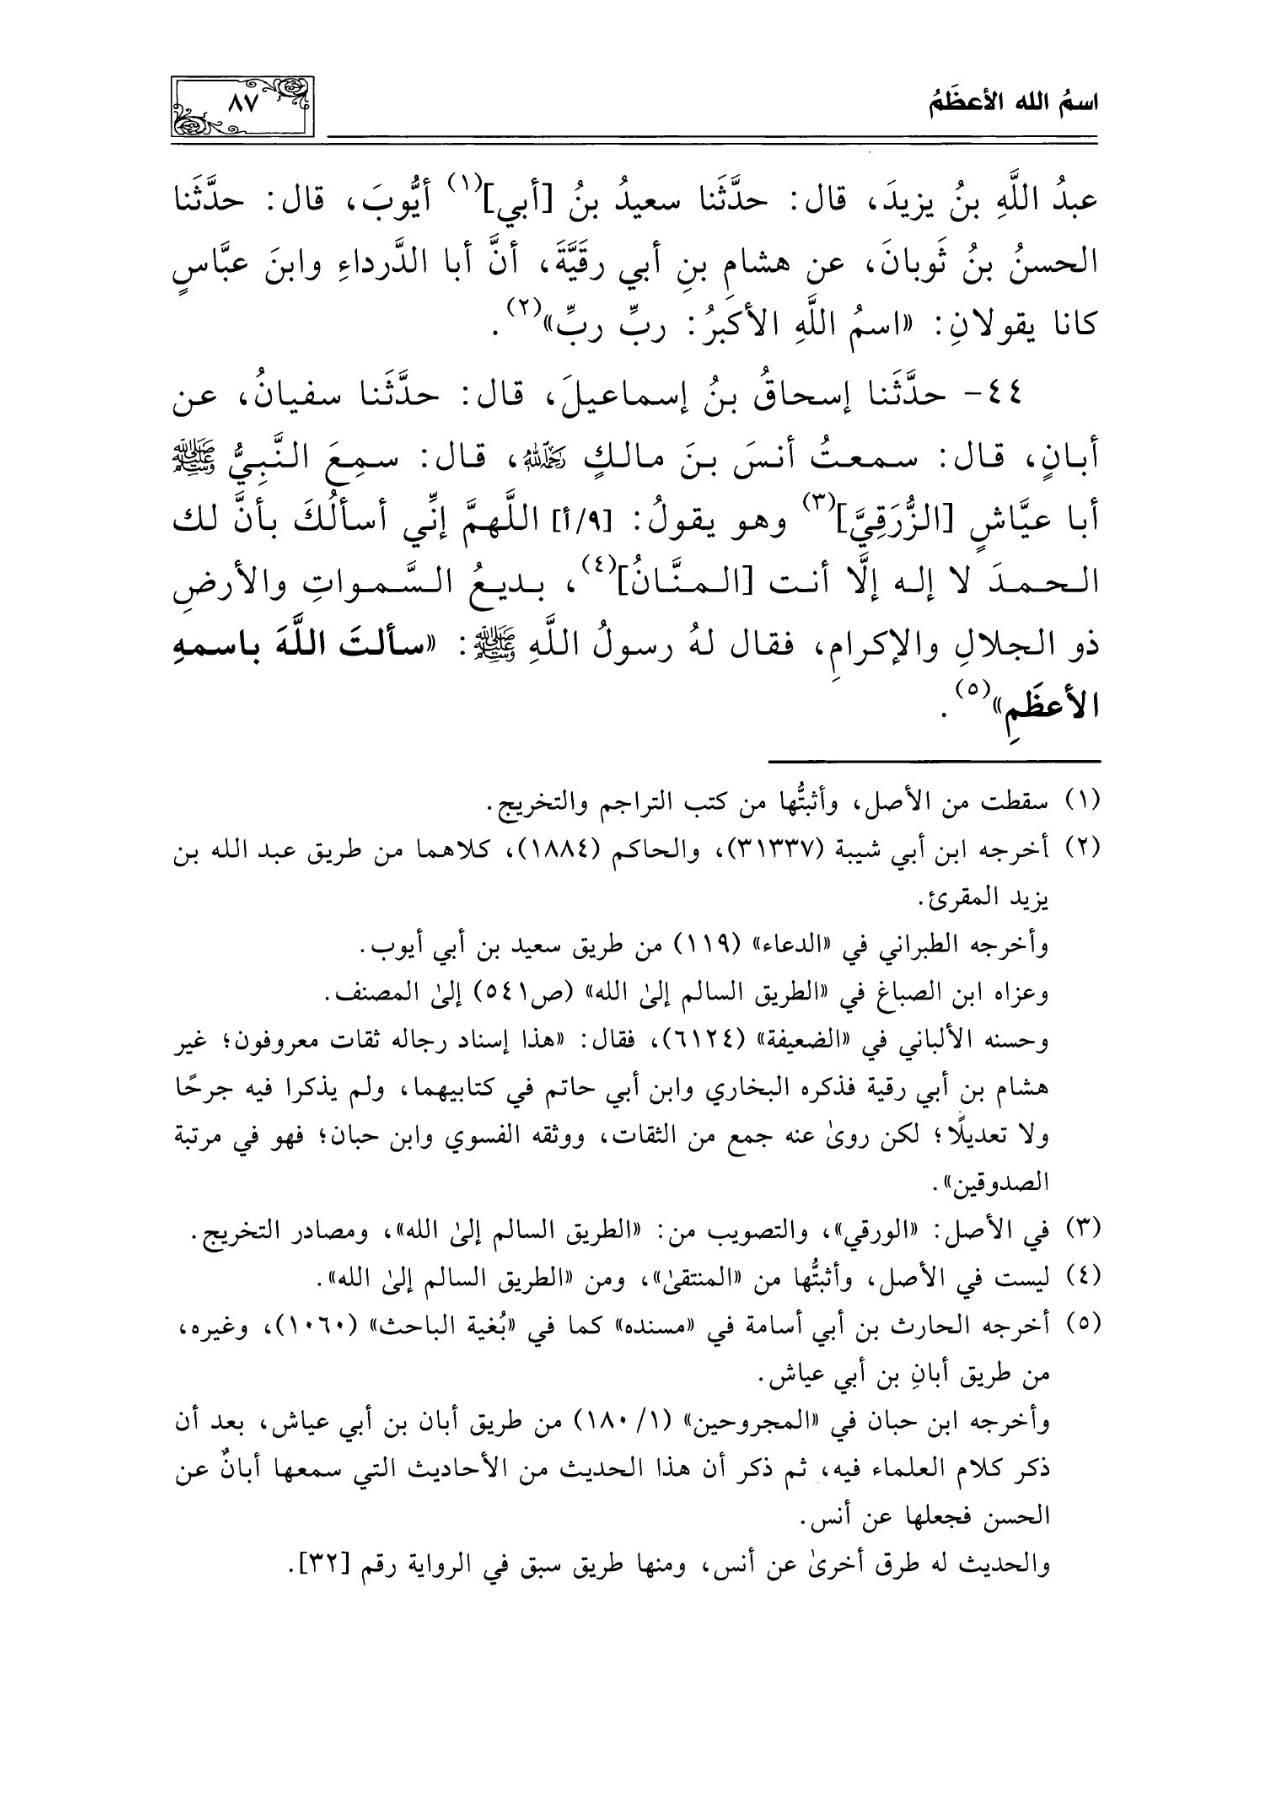 اسمُ الله الأعظَمُ
٨٧
عبدُ اللَّهِ بنُ يزيدَ، قال: حدَّثَنا سعيدُ بنُ [أبي](١) أيُّوبَ، قال: حدَّثَنا
الحسنُ بنُ ثَوبانَ، عن هشامِ بنِ أبي رقَيَّةَ، أنَّ أبا الدَّرداءِ وابنَ عبَّاسٍ
كانا يقولانِ: «اسمُ اللَّهِ الأكبَرُ: ربِّ ربِّ»(٢).
٤٤- حدَّثَنا إسحاقُ بنُ إسماعيلَ، قال: حدَّثَنا سفيانُ، عن
أبانٍ، قال: سمعتُ أنسَ بنَ مالكٍ رَحِمَهُ اللَّهُ، قال: سمِعَ النَّبِيُّ ﷺ
أبا عيَّاشٍ [الزُّرَقِيَّ](٣) وهو يقولُ: [٩/أ] اللَّهمَّ إنِّي أسألُكَ بأنَّ لك
الحمدَ لا إله إلَّا أنت [المنَّانُ](٤)، بديعُ السَّمواتِ والأرضِ
ذو الجلالِ والإكرامِ، فقال لهُ رسولُ اللَّهِ ﷺ: «سألتَ اللَّهَ باسمهِ
الأعظَمِ»(٥).
(١) سقطت من الأصل، وأثبتُّها من كتب التراجم والتخريج.
(٢) أخرجه ابن أبي شيبة (٣١٣٣٧)، والحاكم (١٨٨٤)، كلاهما من طريق عبد الله بن
يزيد المقرئ.
وأخرجه الطبراني في «الدعاء» (١١٩) من طريق سعيد بن أبي أيوب.
وعزاه ابن الصباغ في «الطريق السالم إلىٰ الله» (ص٥٤١) إلىٰ المصنف.
وحسنه الألباني في «الضعيفة» (٦١٢٤)، فقال: «هذا إسناد رجاله ثقات معروفون؛ غير
هشام بن أبي رقية فذكره البخاري وابن أبي حاتم في كتابيهما، ولم يذكرا فيه جرحًا
ولا تعديلًا؛ لكن روىٰ عنه جمع من الثقات، ووثقه الفسوي وابن حبان؛ فهو في مرتبة
الصدوقين».
(٣) في الأصل: «الورقي»، والتصويب من: «الطريق السالم إلىٰ الله»، ومصادر التخريج.
(٤) ليست في الأصل، وأثبتُّها من «المنتقىٰ»، ومن «الطريق السالم إلىٰ الله».
(٥) أخرجه الحارث بن أبي أسامة في «مسنده» كما في «بُغية الباحث» (١٠٦٠)، وغيره،
من طريق أبانِ بن أبي عياش.
وأخرجه ابن حبان في «المجروحين» (١/ ١٨٠) من طريق أبان بن أبي عياش، بعد أن
ذكر كلام العلماء فيه، ثم ذكر أن هذا الحديث من الأحاديث التي سمعها أبانٌ عن
الحسن فجعلها عن أنس.
والحديث له طرق أخرىٰ عن أنس، ومنها طريق سبق في الرواية رقم [٣٢].